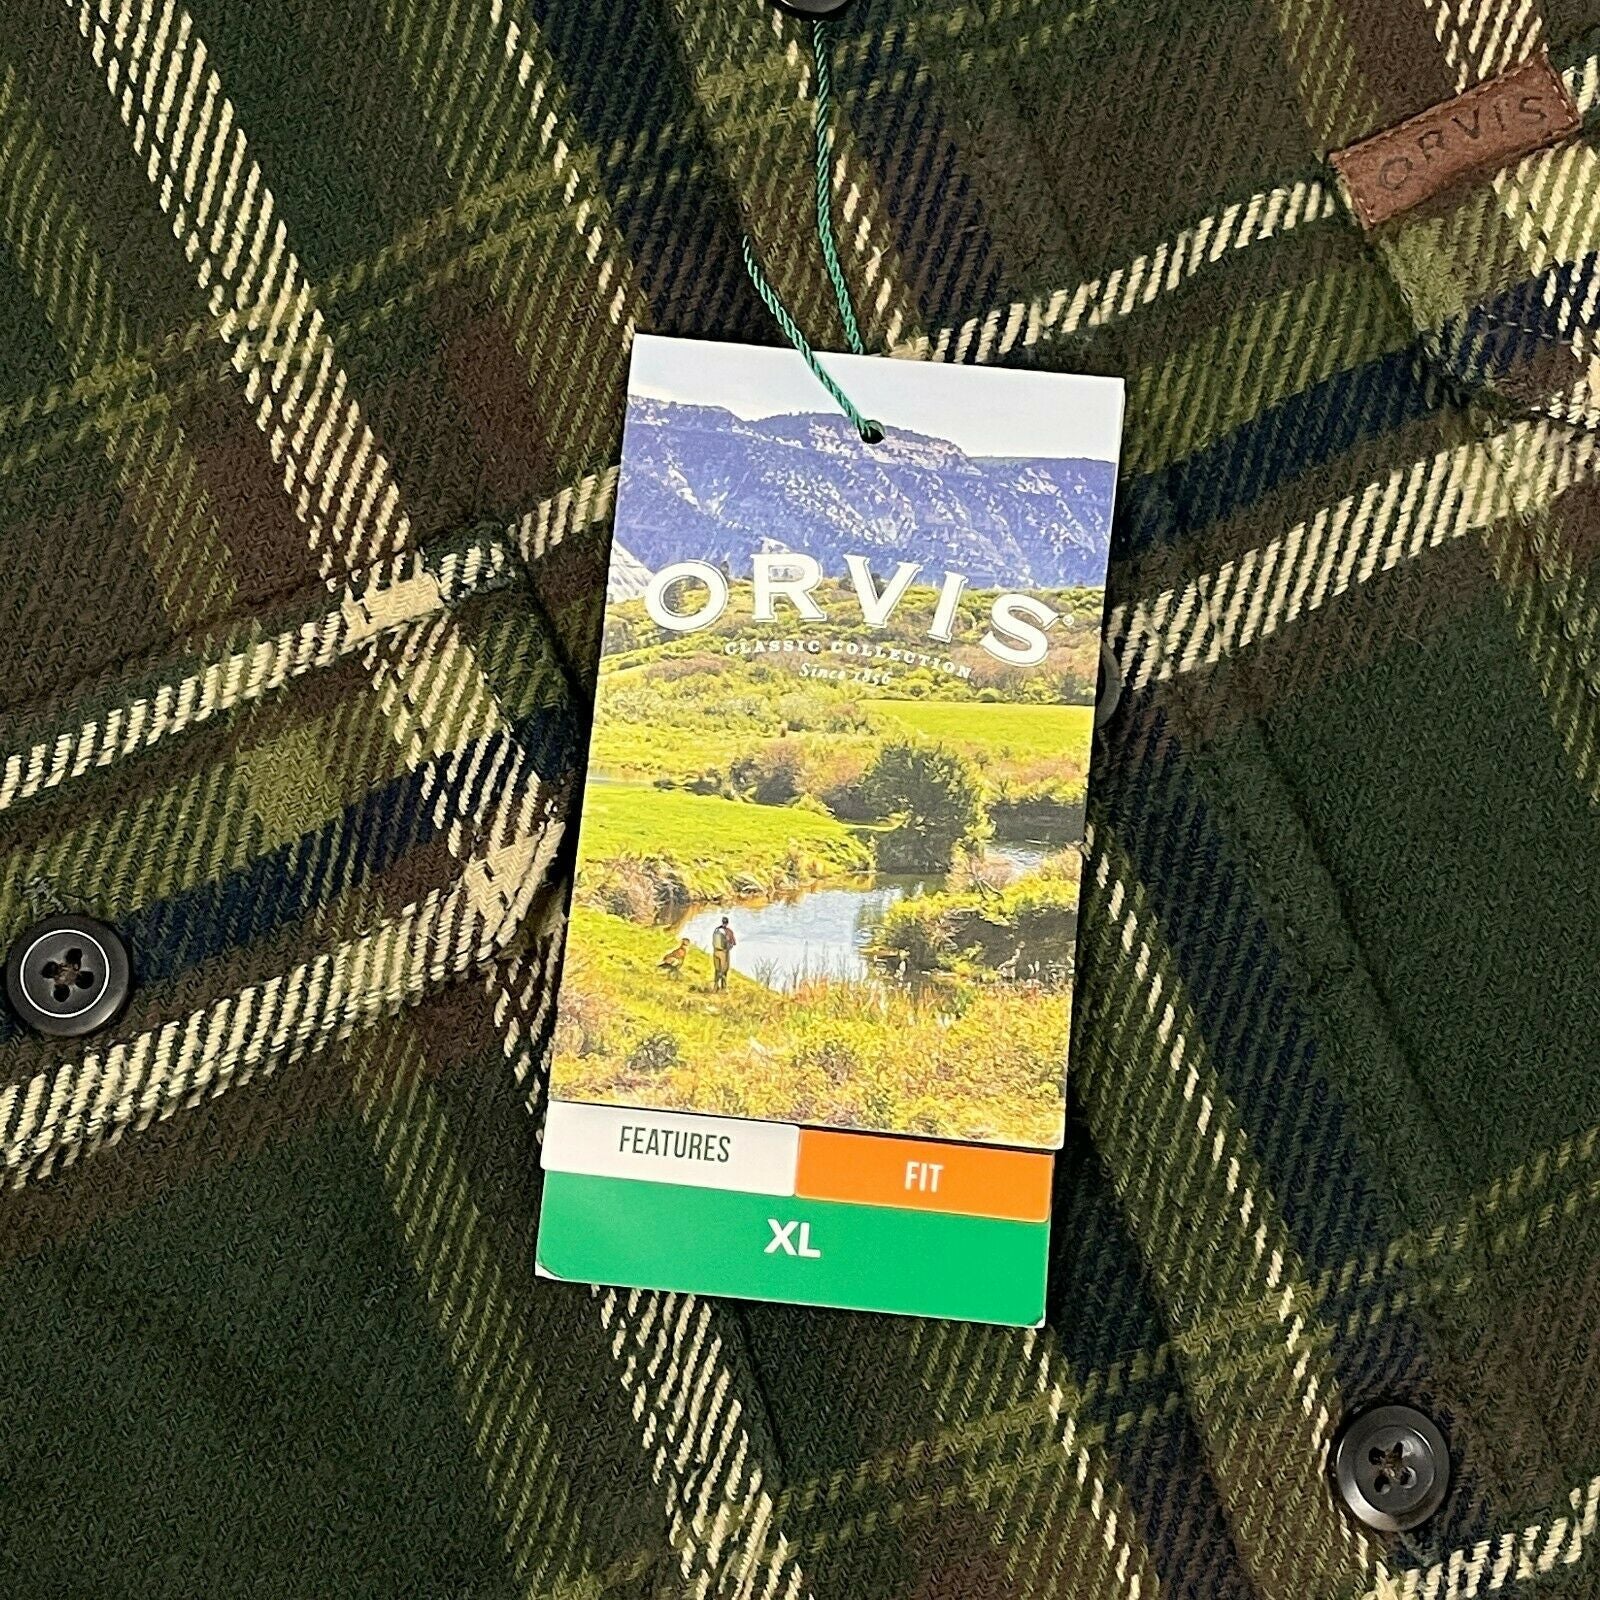 ORVIS
ORVIS®
CLASSIC COLLECTION
Since 1856
FEATURES
FIT
XL